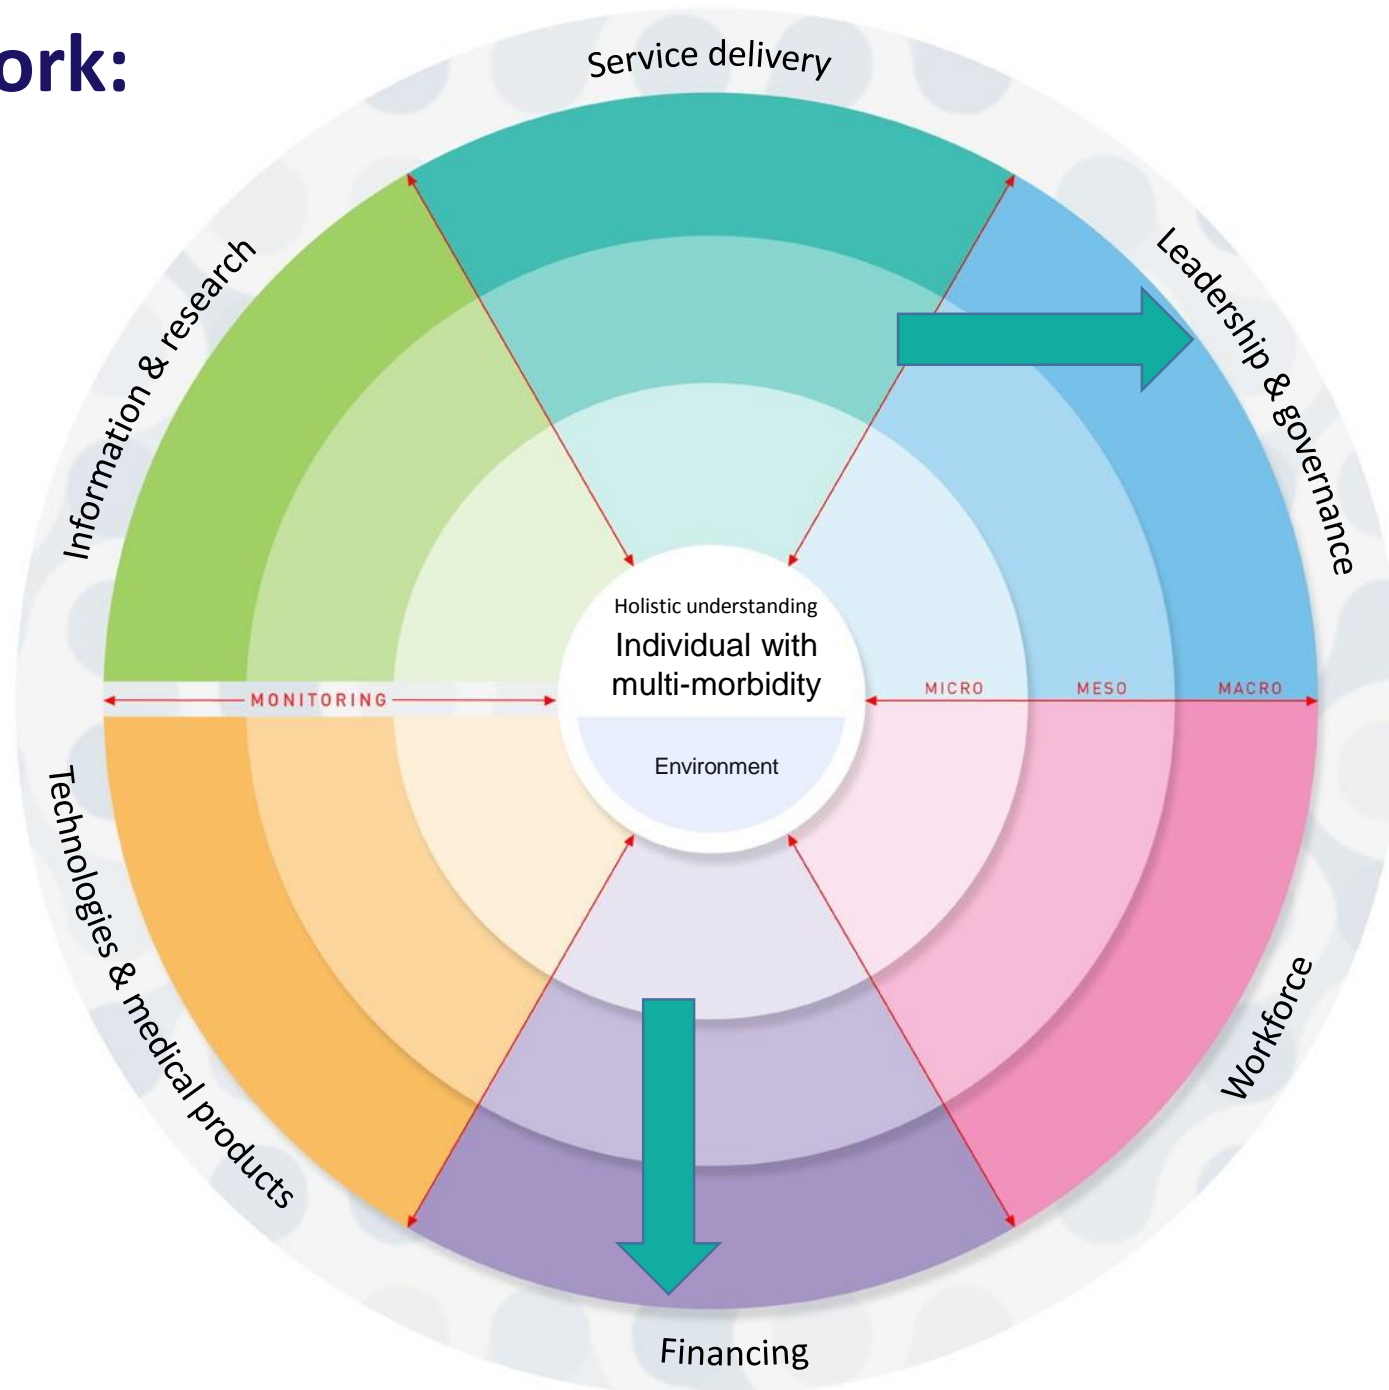 ork:
Service delivery
Leadership & governance
Information & research
Holistic understanding
Individual with
multi-morbidity
MONITORING
MICRO MESO MACRO
Environment
Technologies & medical products
Workforce
Financing